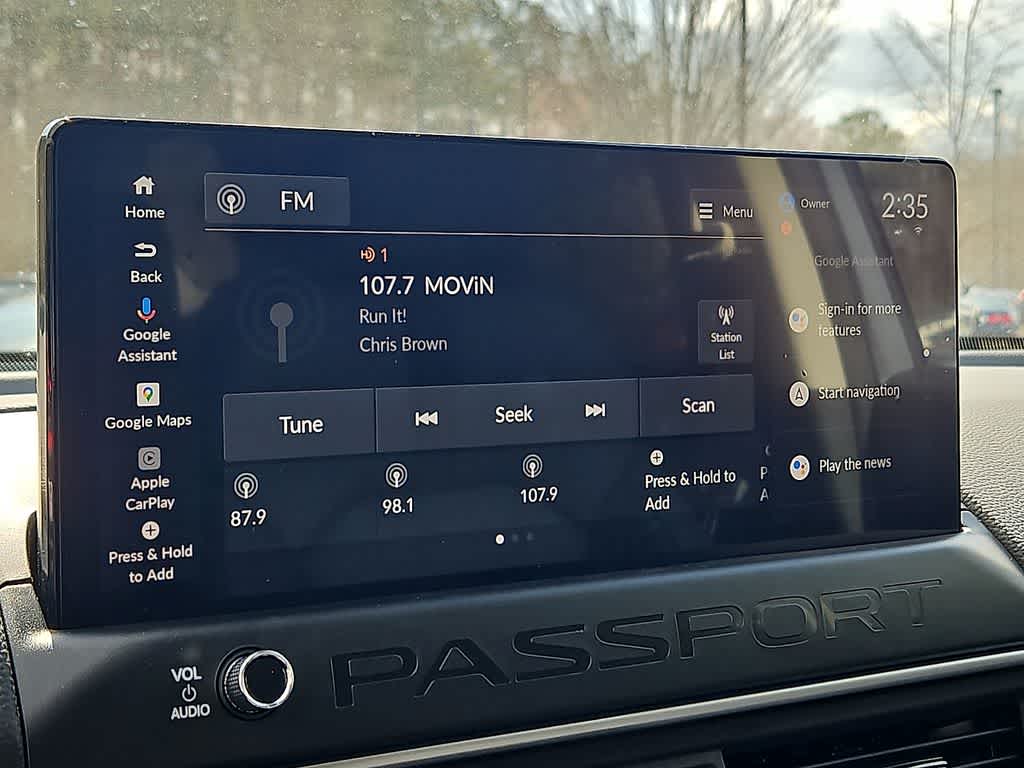 Home
Back
Google
Assistant
Google Maps
Apple
CarPlay
Press & Hold
to Add
FM
Menu
HD 1
107.7 MOViN
Run It!
Chris Brown
Station
List
Tune
Seek
Scan
87.9
98.1
107.9
Press & Hold to
Add
P
A
Owner
2:35
Google Assistant
Sign-in for more
features
Start navigation
Play the news
VOL
AUDIO
PASSPORT